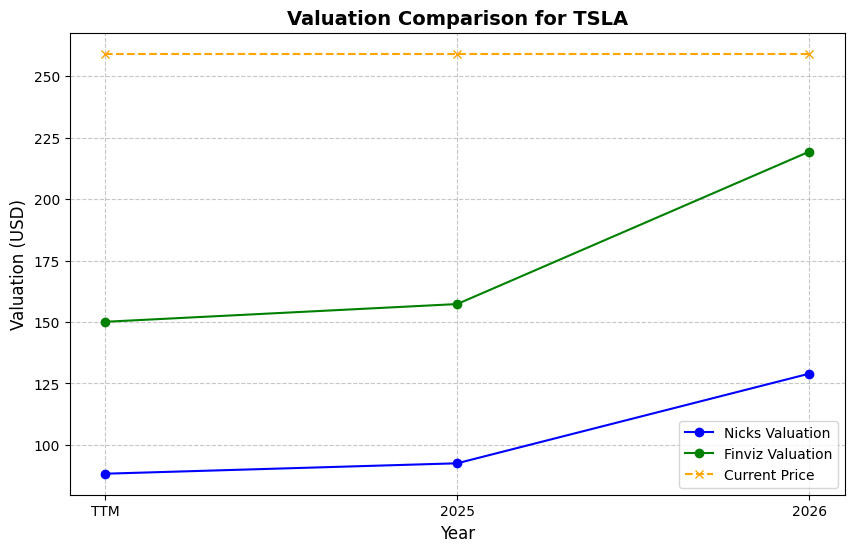 Valuation Comparison for TSLA
Valuation (USD)
250
225
200
175
150
125
100
TTM
2025
2026
Year
Nicks Valuation
Finviz Valuation
Current Price